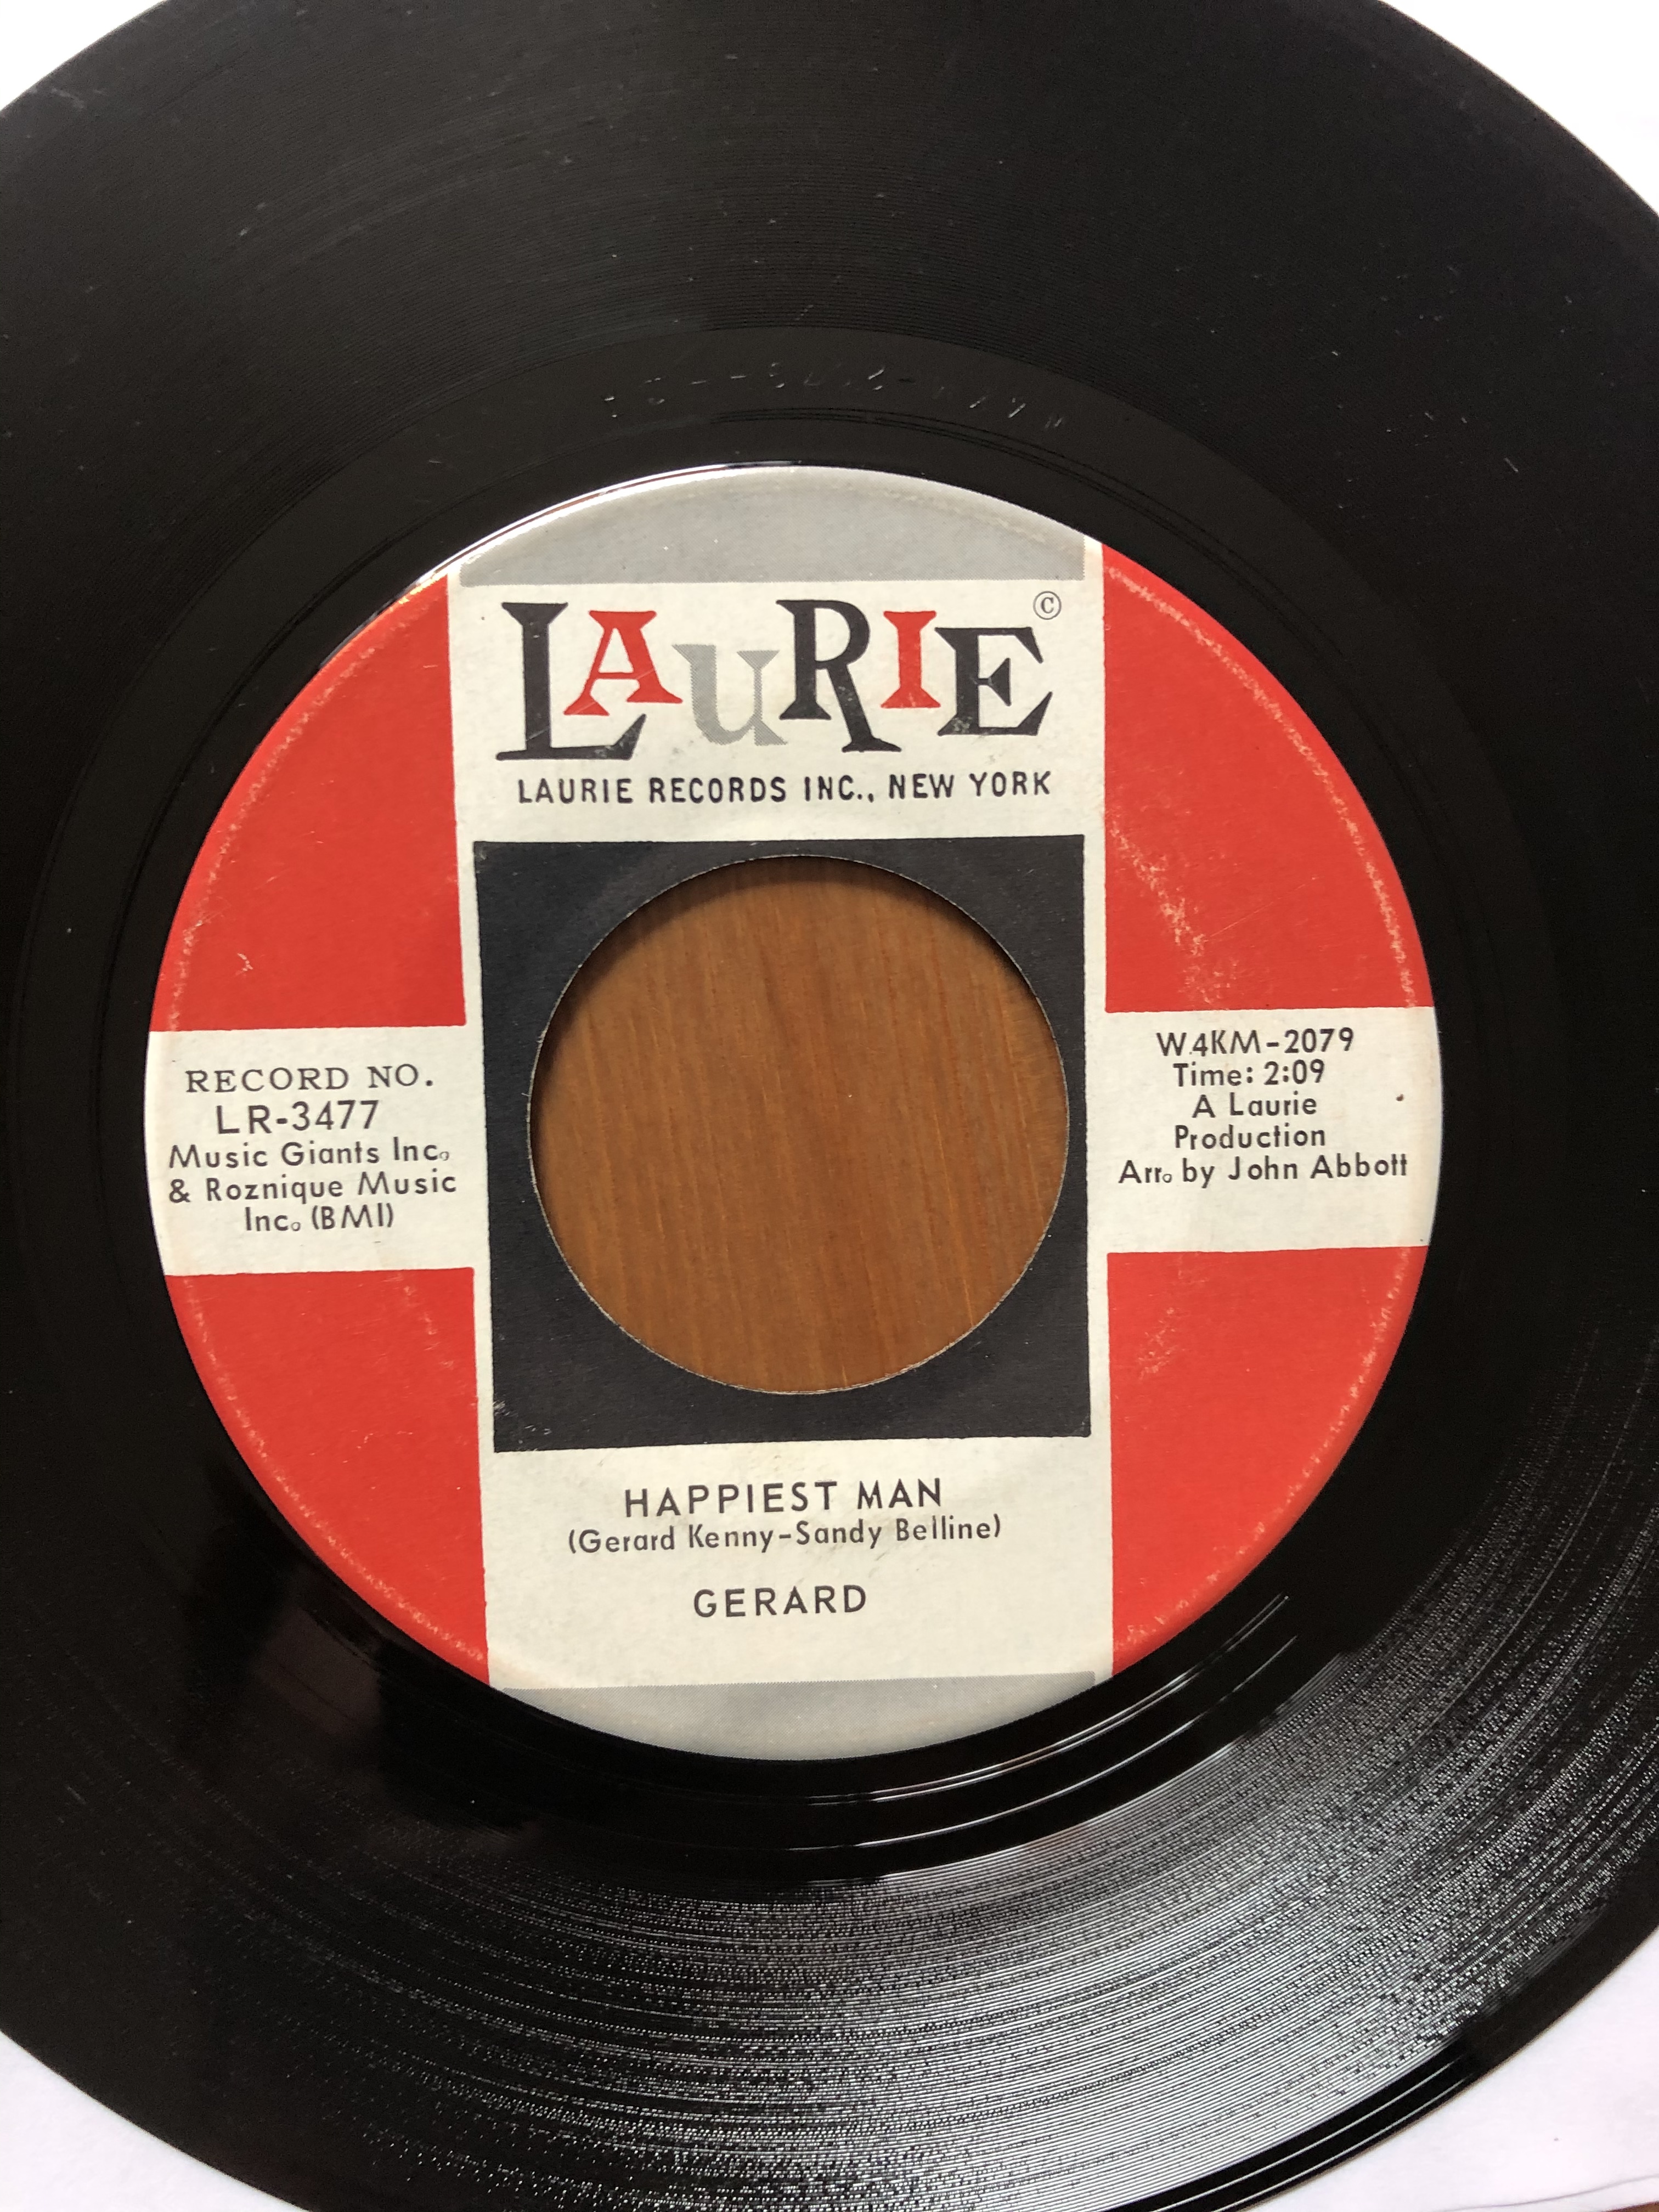 LAuRIE ©
LAURIE RECORDS INC., NEW YORK
RECORD NO.
LR-3477
Music Giants Inc.
& Roznique Music
Inc. (BMI)
W4KM-2079
Time: 2:09
A Laurie
Production
Arr. by John Abbott
HAPPIEST MAN
(Gerard Kenny-Sandy Belline)
GERARD